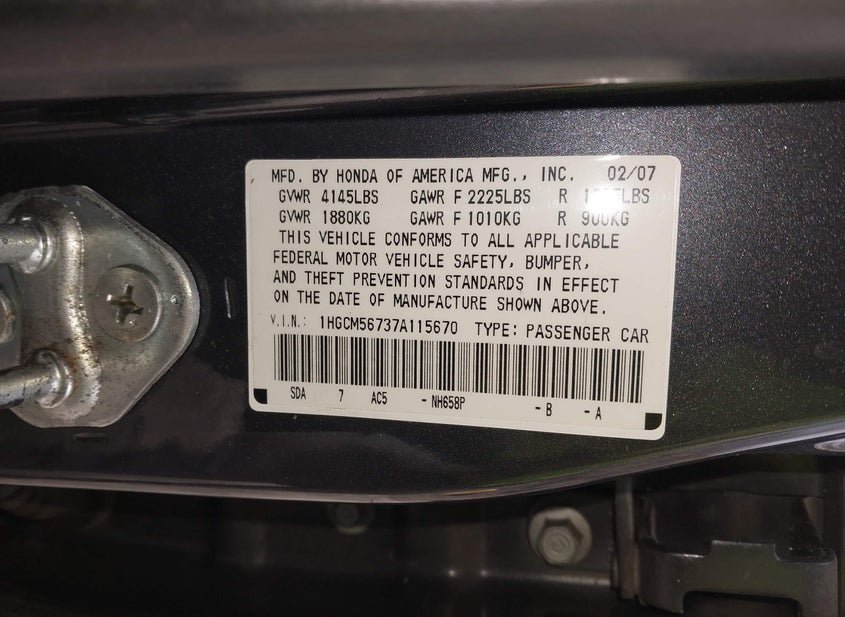 MFD. BY HONDA OF AMERICA MFG., INC. 02/07
GVWR 4145LBS GAWR F 2225LBS R
GVWR 1880KG GAWR F 1010KG R 900KG
THIS VEHICLE CONFORMS TO ALL APPLICABLE
FEDERAL MOTOR VEHICLE SAFETY, BUMPER,
AND THEFT PREVENTION STANDARDS IN EFFECT
ON THE DATE OF MANUFACTURE SHOWN ABOVE.
V.I.N.: 1HGCM56737A115670 TYPE: PASSENGER CAR
SDA 7 AC5 -NH658P -B -A